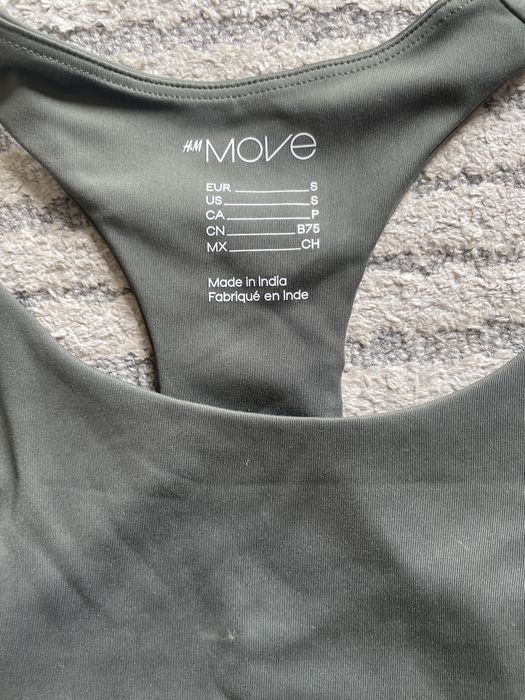 H&M MOVE
EUR S
US S
CA P
CN B75
MX CH
Made in India
Fabriqué en Inde